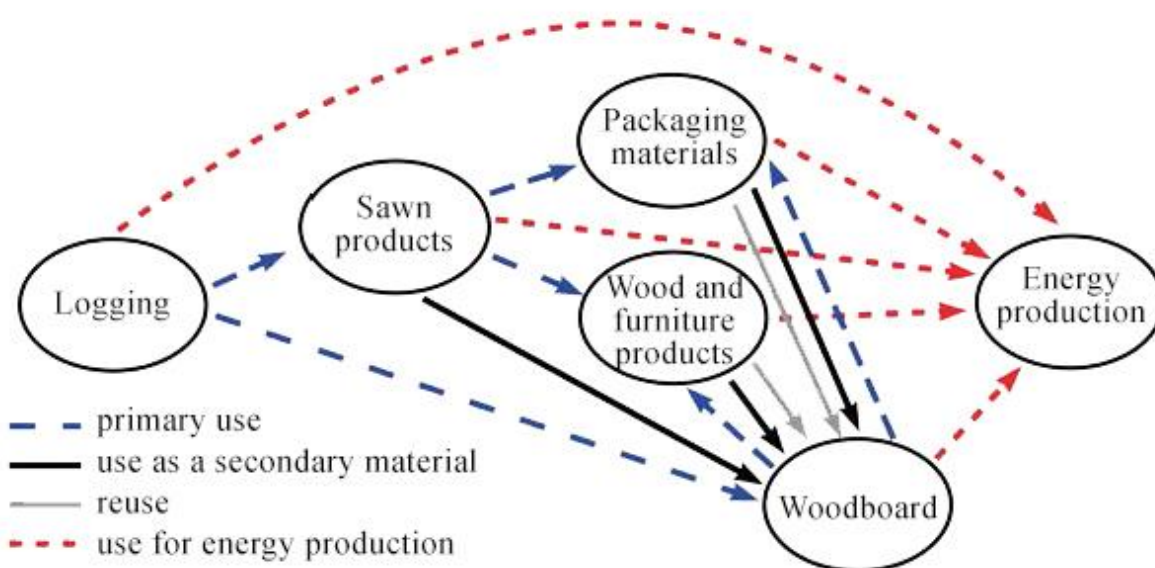 Packaging
materials
Sawn
products
Logging
Wood and
furniture
products
Energy
production
Woodboard
primary use
use as a secondary material
reuse
use for energy production